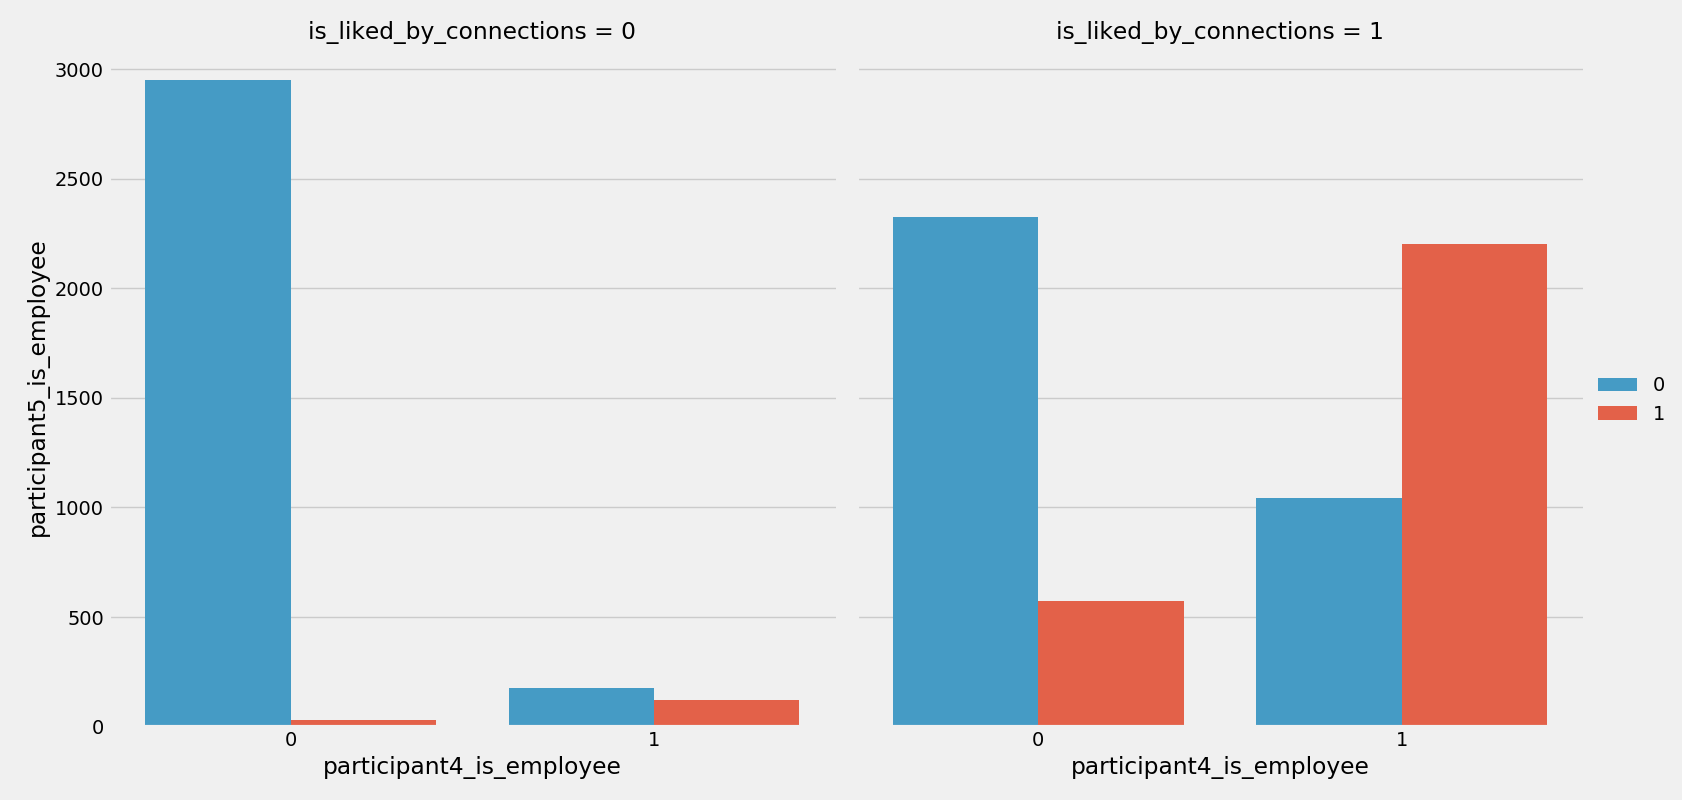 is_liked_by_connections = 0
is_liked_by_connections = 1
participant5_is_employee
3000
2500
2000
1500
1000
500
0
0
1
0
1
participant4_is_employee
participant4_is_employee
0
1